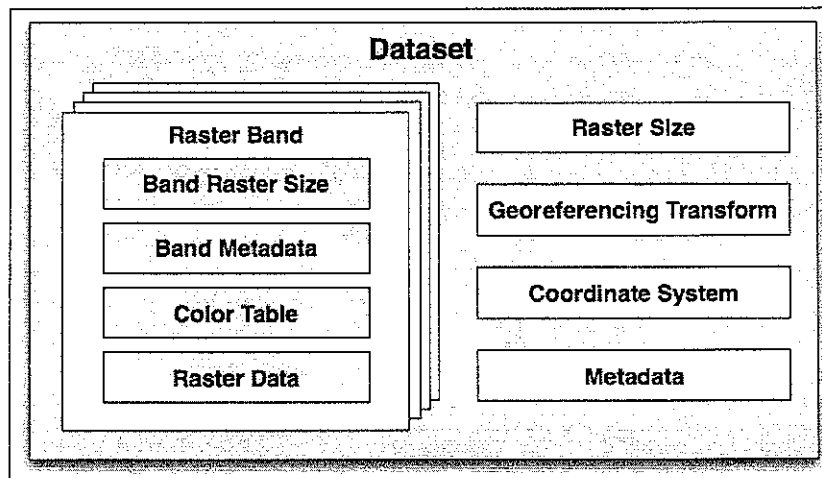 Dataset
Raster Band
Band Raster Size
Band Metadata
Color Table
Raster Data
Raster Size
Georeferencing Transform
Coordinate System
Metadata